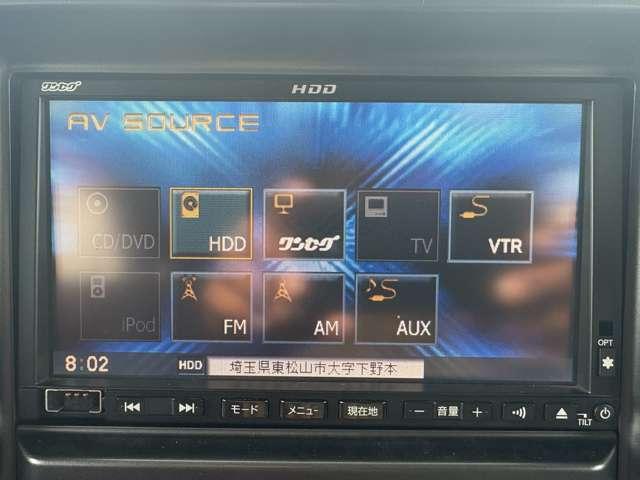 ワンセグ HDD
AV SOURCE
CD/DVD HDD ワンセグ TV VTR
iPod FM AM AUX
OPT
8:02 HDD 埼玉県東松山市大字下野本
モード メニュー 現在地 − 音量 +
TILT